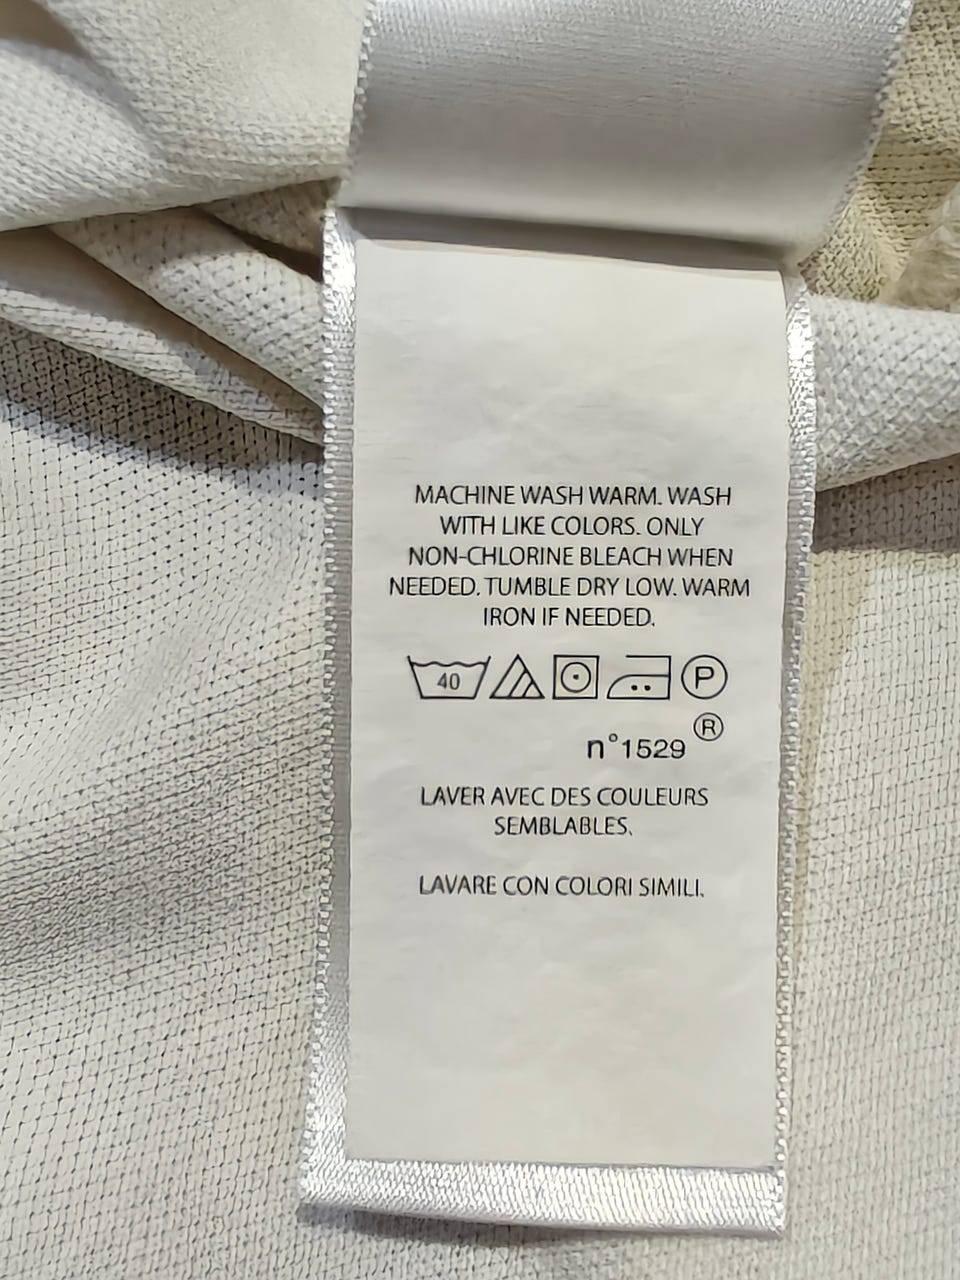 MACHINE WASH WARM. WASH
WITH LIKE COLORS. ONLY
NON-CHLORINE BLEACH WHEN
NEEDED. TUMBLE DRY LOW. WARM
IRON IF NEEDED.
40 P
®
n°1529
LAVER AVEC DES COULEURS
SEMBLABLES.
LAVARE CON COLORI SIMILI.